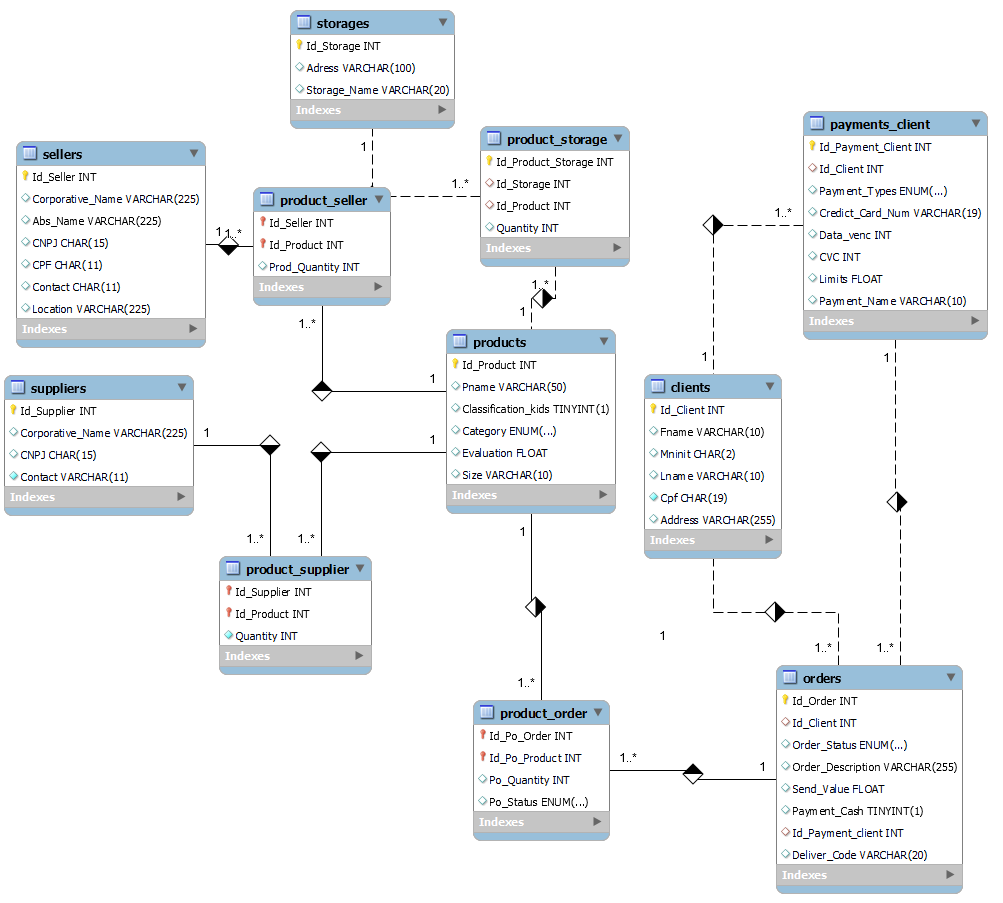 storages
Id_Storage INT
Adress VARCHAR(100)
Storage_Name VARCHAR(20)
Indexes
1
sellers
Id_Seller INT
Corporative_Name VARCHAR(225)
Abs_Name VARCHAR(225)
CNPJ CHAR(15)
CPF CHAR(11)
Contact CHAR(11)
Location VARCHAR(225)
Indexes
1
1..*
product_seller
Id_Seller INT
Id_Product INT
Prod_Quantity INT
Indexes
1..*
1
product_storage
Id_Product_Storage INT
Id_Storage INT
Id_Product INT
Quantity INT
Indexes
1..*
1..*
1
payments_client
Id_Payment_Client INT
Id_Client INT
Payment_Types ENUM(...)
Credict_Card_Num VARCHAR(19)
Data_venc INT
CVC INT
Limits FLOAT
Payment_Name VARCHAR(10)
Indexes
1..*
1
1
products
Id_Product INT
Pname VARCHAR(50)
Classification_kids TINYINT(1)
Category ENUM(...)
Evaluation FLOAT
Size VARCHAR(10)
Indexes
1
1
suppliers
Id_Supplier INT
Corporative_Name VARCHAR(225)
CNPJ CHAR(15)
Contact VARCHAR(11)
Indexes
1
1..*
1..*
clients
Id_Client INT
Fname VARCHAR(10)
Mninit CHAR(2)
Lname VARCHAR(10)
Cpf CHAR(19)
Address VARCHAR(255)
Indexes
1
1..*
1..*
product_supplier
Id_Supplier INT
Id_Product INT
Quantity INT
Indexes
product_order
Id_Po_Order INT
Id_Po_Product INT
Po_Quantity INT
Po_Status ENUM(...)
Indexes
1..*
1..*
1
orders
Id_Order INT
Id_Client INT
Order_Status ENUM(...)
Order_Description VARCHAR(255)
Send_Value FLOAT
Payment_Cash TINYINT(1)
Id_Payment_client INT
Deliver_Code VARCHAR(20)
Indexes